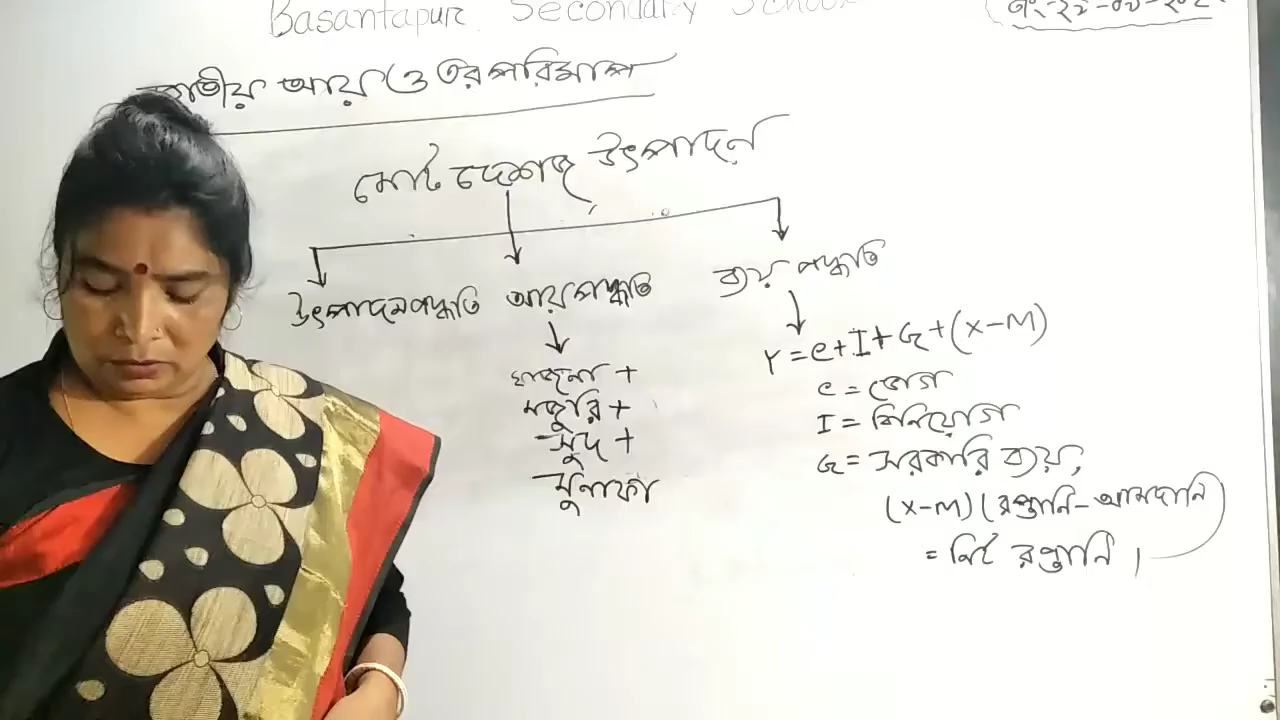 Basantapur Secondary School
জাতীয় আয় ও এর পরিমাপ
মোট দেশজ উৎপাদন
উৎপাদন পদ্ধতি আয় পদ্ধতি ব্যয় পদ্ধতি
Y = C + I + G + (X-M)
খাজনা +
মজুরি +
সুদ +
মুনাফা
C = ভোগ
I = বিনিয়োগ
G = সরকারি ব্যয়,
(X-M) (রপ্তানি - আমদানি)
= নিট রপ্তানি।